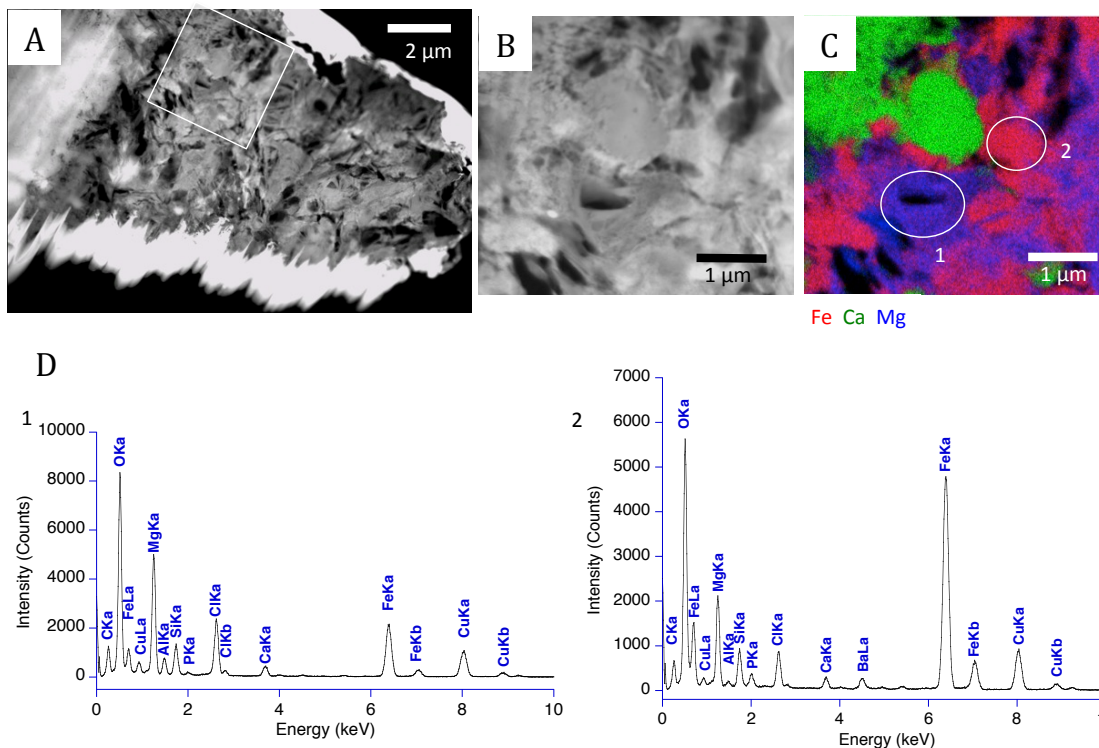 A
2 µm
B
1 µm
C
2
1
1 µm
Fe Ca Mg
D
1
10000
8000
6000
4000
2000
0
Intensity (Counts)
CKa
OKa
FeLa
CuLa
MgKa
AlKa
SiKa
PKa
ClKa
ClKb
CaKa
FeKa
FeKb
CuKa
CuKb
0 2 4 6 8 10
Energy (keV)
2
7000
6000
5000
4000
3000
2000
1000
0
Intensity (Counts)
CKa
OKa
FeLa
CuLa
MgKa
AlKa
SiKa
PKa
ClKa
CaKa
BaLa
FeKa
FeKb
CuKa
CuKb
0 2 4 6 8
Energy (keV)